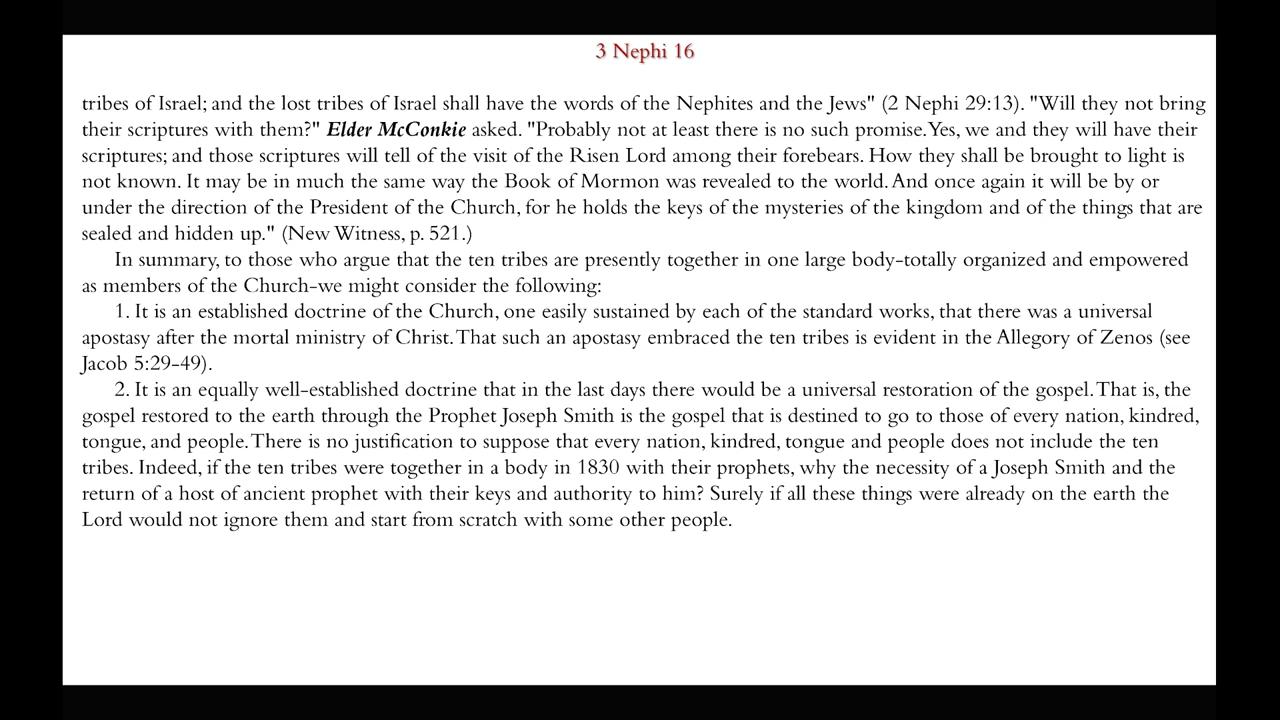 3 Nephi 16
tribes of Israel; and the lost tribes of Israel shall have the words of the Nephites and the Jews" (2 Nephi 29:13). "Will they not bring
their scriptures with them?" Elder McConkie asked. "Probably not at least there is no such promise. Yes, we and they will have their
scriptures; and those scriptures will tell of the visit of the Risen Lord among their forebears. How they shall be brought to light is
not known. It may be in much the same way the Book of Mormon was revealed to the world. And once again it will be by or
under the direction of the President of the Church, for he holds the keys of the mysteries of the kingdom and of the things that are
sealed and hidden up." (New Witness, p. 521.)
In summary, to those who argue that the ten tribes are presently together in one large body-totally organized and empowered
as members of the Church-we might consider the following:
1. It is an established doctrine of the Church, one easily sustained by each of the standard works, that there was a universal
apostasy after the mortal ministry of Christ. That such an apostasy embraced the ten tribes is evident in the Allegory of Zenos (see
Jacob 5:29-49).
2. It is an equally well-established doctrine that in the last days there would be a universal restoration of the gospel. That is, the
gospel restored to the earth through the Prophet Joseph Smith is the gospel that is destined to go to those of every nation, kindred,
tongue, and people. There is no justification to suppose that every nation, kindred, tongue and people does not include the ten
tribes. Indeed, if the ten tribes were together in a body in 1830 with their prophets, why the necessity of a Joseph Smith and the
return of a host of ancient prophet with their keys and authority to him? Surely if all these things were already on the earth the
Lord would not ignore them and start from scratch with some other people.